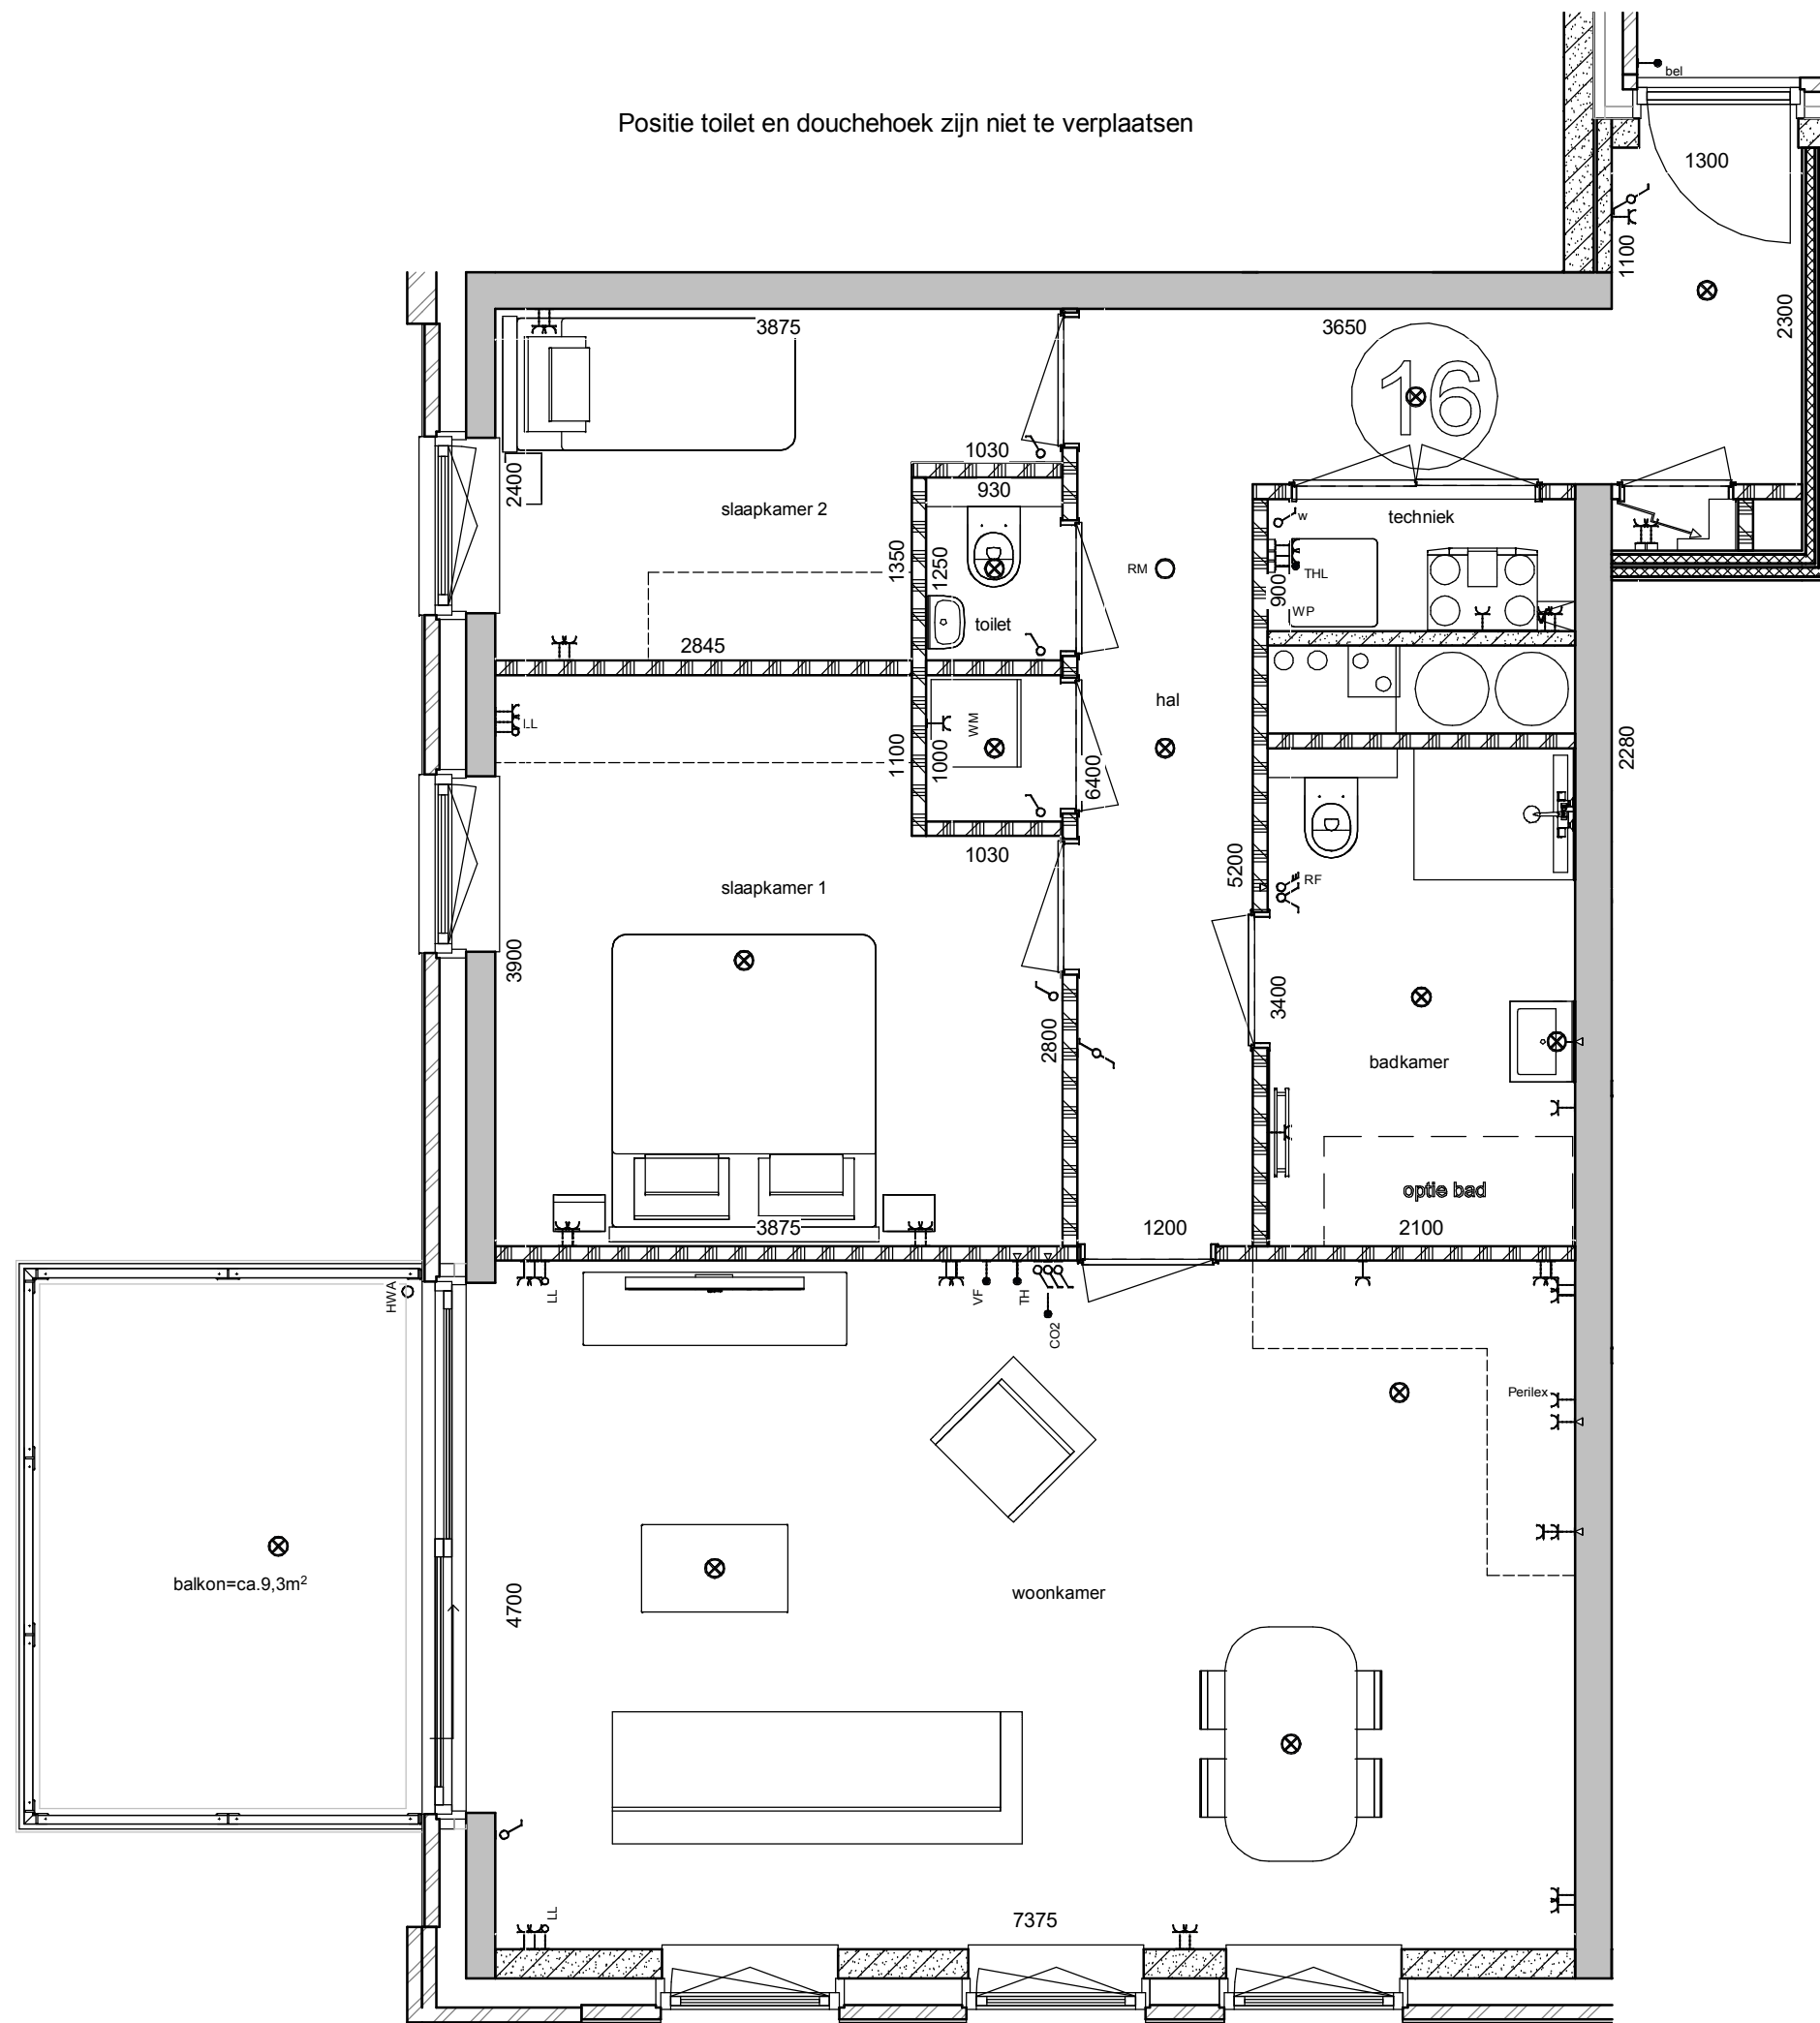 bel
Positie toilet en douchehoek zijn niet te verplaatsen
1300
1100
2300
3875
3650
16
1030
2400
930
slaapkamer 2
w
techniek
1350
1250
RM
THL
900
WP
toilet
2845
hal
LL
WM
1100
1000
6400
2280
1030
5200
RF
slaapkamer 1
3900
3400
2800
badkamer
optie bad
3875
1200
2100
HWA
LL
VF
TH
CO2
Perilex
balkon=ca.9,3m²
4700
woonkamer
LL
7375